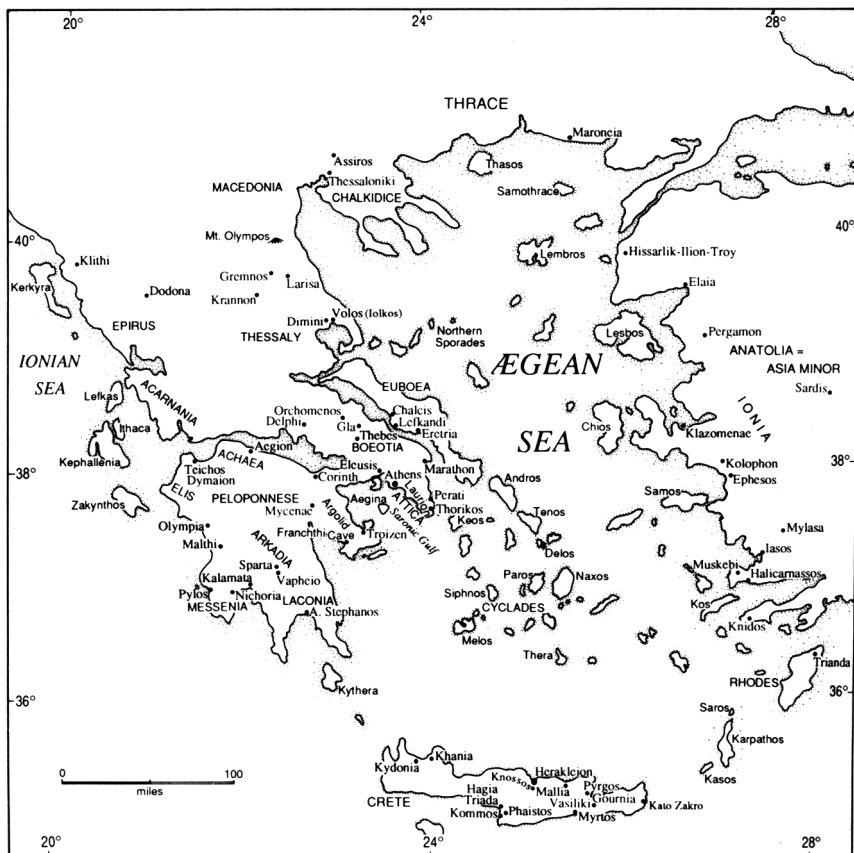 20°
24°
28°
THRACE
Maroncia
Assiros
Thasos
Thessaloniki
MACEDONIA
CHALKIDICE
Samothrace
40°
Mt. Olympos
40°
Klithi
Lembros
Hissarlik-Ilion-Troy
Kerkyra
Gremnos
Larisa
Elaia
Dodona
Krannon
Volos (Iolkos)
Dimini
EPIRUS
THESSALY
Northern
Sporades
Lesbos
Pergamon
IONIAN
SEA
ÆGEAN
SEA
ANATOLIA =
ASIA MINOR
Sardis
EUBOEA
Lefkas
ACARNANIA
Orchomenos
Chalcis
IONIA
Delphi
Gla
Lefkandi
Ithaca
Thebes
Eretria
Chios
Klazomenae
Aegion
BOEOTIA
Kephallenia
ACHAEA
38°
Teichos
Dymaion
Eleusis
Athens
Marathon
Kolophon
38°
Corinth
Ephesos
ELIS
Andros
Zakynthos
PELOPONNESE
Aegina
Laurion
ATTICA
Perati
Samos
Mycenae
Argolid
Thorikos
Tenos
Olympia
Saronic Gulf
Keos
Mylasa
Franchthi
Cave
Troizen
Malthi
ARKADIA
Delos
Iasos
Sparta
Paros
Naxos
Muskebi
Kalamata
Vapheio
Halicarnassos
Siphnos
Pylos
Nichoria
LACONIA
CYCLADES
Kos
MESSENIA
A. Stephanos
Knidos
Melos
Thera
Trianda
Kythera
RHODES
36°
36°
Saros
Karpathos
Khania
Kydonia
Kasos
0
100
miles
Herakleion
Knossos
Hagia
Triada
Mallia
Pyrgos
CRETE
Vasiliki
Gournia
Kato Zakro
Kommos
Phaistos
Myrtos
20°
24°
28°